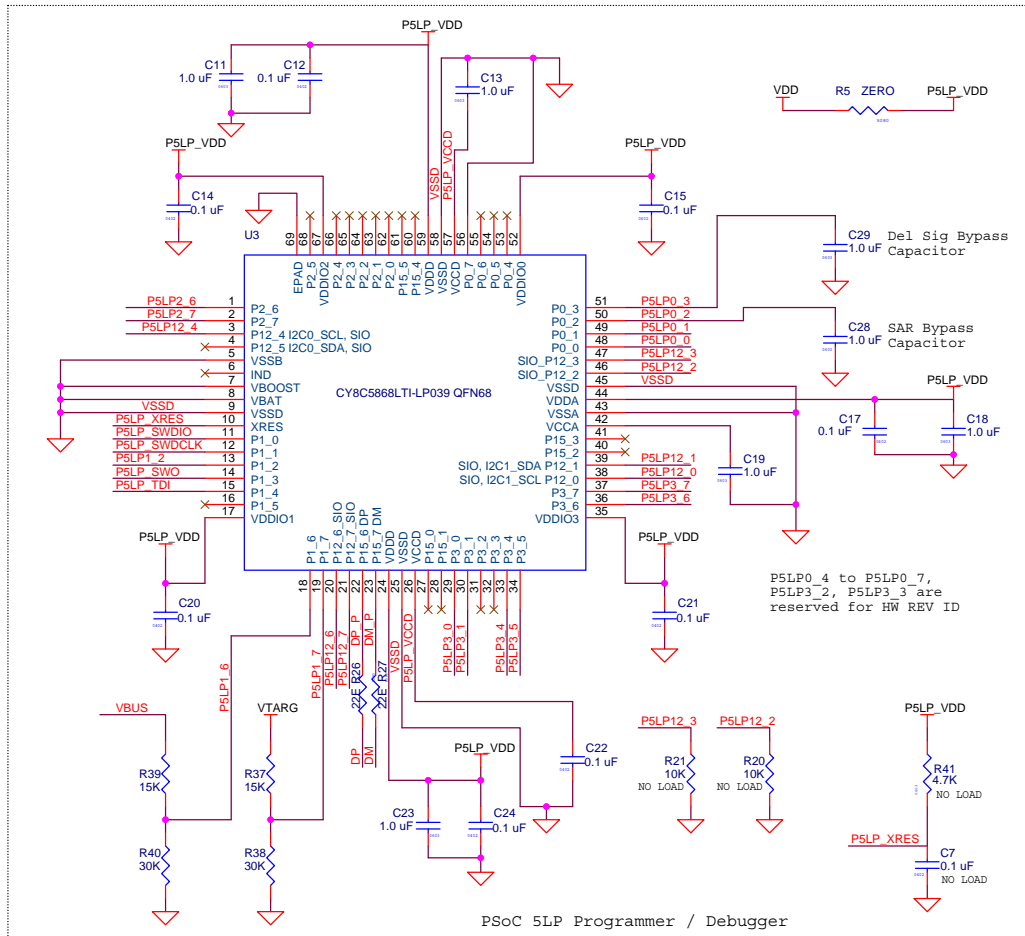 P5LP_VDD
C11
1.0 uF
C12
0.1 uF
C13
1.0 uF
VDD
R5 ZERO
P5LP_VDD
P5LP_VDD
C14
0.1 uF
VSSD
P5LP_VCCD
P5LP_VDD
C15
0.1 uF
U3
69
68
67
66
65
64
63
62
61
60
59
58
57
56
55
54
53
52
EPAD
P2_5
VDDIO2
P2_4
P2_3
P2_2
P2_1
P2_0
P15_5
P15_4
VDDD
VSSD
VCCD
P0_7
P0_6
P0_5
P0_4
VDDIO0
C29
1.0 uF
Del Sig Bypass
Capacitor
C28
1.0 uF
SAR Bypass
Capacitor
P5LP2_6 1 P2_6
P5LP2_7 2 P2_7
P5LP12_4 3 P12_4 I2C0_SCL, SIO
4 P12_5 I2C0_SDA, SIO
5 VSSB
6 IND
7 VBOOST
8 VBAT
VSSD 9 VSSD
P5LP_XRES 10 XRES
P5LP_SWDIO 11 P1_0
P5LP_SWDCLK 12 P1_1
P5LP1_2 13 P1_2
P5LP_SWO 14 P1_3
P5LP_TDI 15 P1_4
16 P1_5
17 VDDIO1
CY8C5868LTI-LP039 QFN68
P0_3 51 P5LP0_3
P0_2 50 P5LP0_2
P0_1 49 P5LP0_1
P0_0 48 P5LP0_0
SIO_P12_3 47 P5LP12_3
SIO_P12_2 46 P5LP12_2
VSSD 45 VSSD
VDDA 44
VSSA 43
VCCA 42
P15_3 41
P15_2 40
SIO, I2C1_SDA P12_1 39 P5LP12_1
SIO, I2C1_SCL P12_0 38 P5LP12_0
P3_7 37 P5LP3_7
P3_6 36 P5LP3_6
VDDIO3 35
P5LP_VDD
C17
0.1 uF
C18
1.0 uF
C19
1.0 uF
P1_6
P1_7
P12_6_SIO
P12_7_SIO
P15_6 DP
P15_7 DM
VDDD
VSSD
VCCD
P15_0
P15_1
P3_0
P3_1
P3_2
P3_3
P3_4
P3_5
18
19
20
21
22
23
24
25
26
27
28
29
30
31
32
33
34
P5LP_VDD
C20
0.1 uF
P5LP_VDD
C21
0.1 uF
P5LP0_4 to P5LP0_7,
P5LP3_2, P5LP3_3 are
reserved for HW REV ID
P5LP1_6
P5LP1_7
P5LP12_6
P5LP12_7
DP_P
DM_P
VSSD
P5LP_VCCD
P5LP3_0
P5LP3_1
P5LP3_4
P5LP3_5
22E R26
22E R27
DP
DM
VBUS
R39
15K
R40
30K
VTARG
R37
15K
R38
30K
P5LP_VDD
C23
1.0 uF
C24
0.1 uF
C22
0.1 uF
P5LP12_3
R21
10K
NO LOAD
P5LP12_2
R20
10K
NO LOAD
P5LP_VDD
R41
4.7K
NO LOAD
P5LP_XRES
C7
0.1 uF
NO LOAD
PSoC 5LP Programmer / Debugger